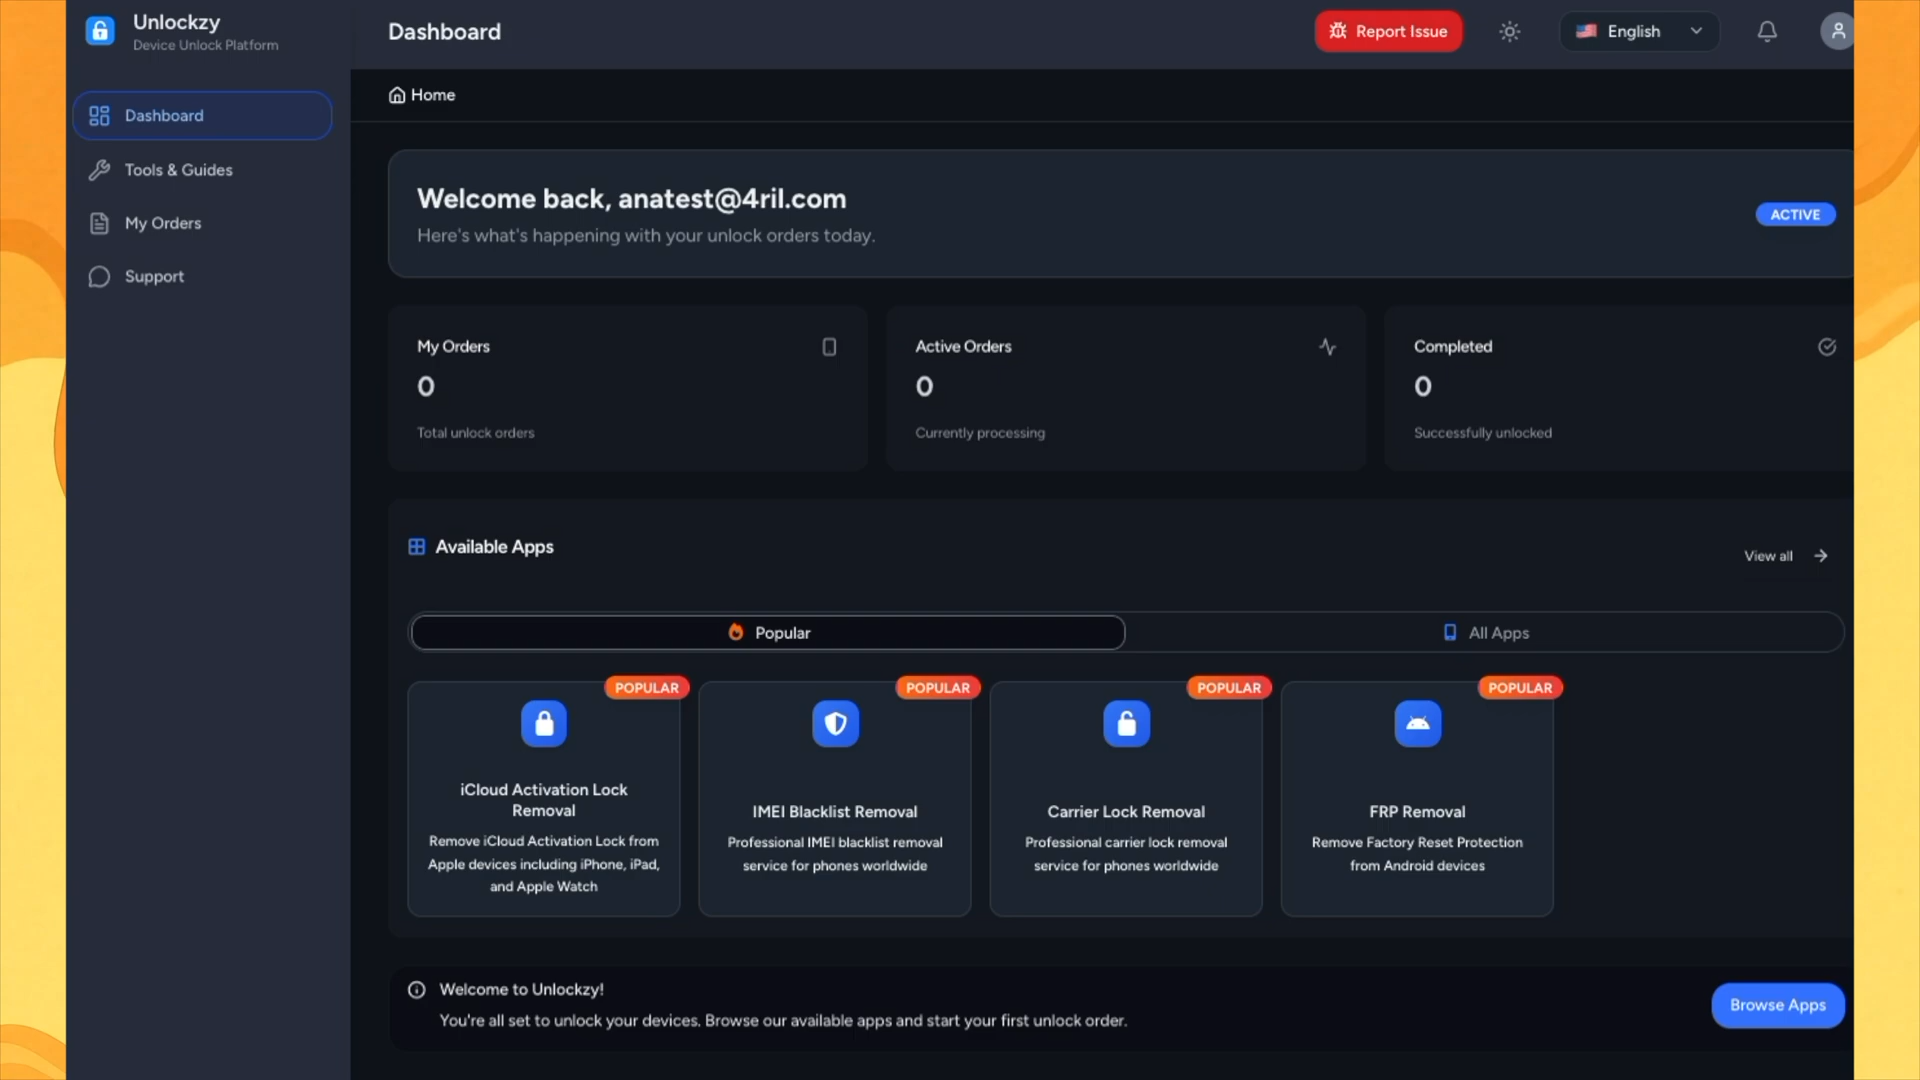 Unlockzy
Device Unlock Platform
Dashboard
Report Issue
English
Dashboard
Tools & Guides
My Orders
Support
Home
Welcome back, anatest@4ril.com
Here's what's happening with your unlock orders today.
ACTIVE
My Orders
0
Total unlock orders
Active Orders
0
Currently processing
Completed
0
Successfully unlocked
Available Apps
View all
Popular
All Apps
POPULAR
iCloud Activation Lock
Removal
Remove iCloud Activation Lock from
Apple devices including iPhone, iPad,
and Apple Watch
POPULAR
IMEI Blacklist Removal
Professional IMEI blacklist removal
service for phones worldwide
POPULAR
Carrier Lock Removal
Professional carrier lock removal
service for phones worldwide
POPULAR
FRP Removal
Remove Factory Reset Protection
from Android devices
Welcome to Unlockzy!
You're all set to unlock your devices. Browse our available apps and start your first unlock order.
Browse Apps